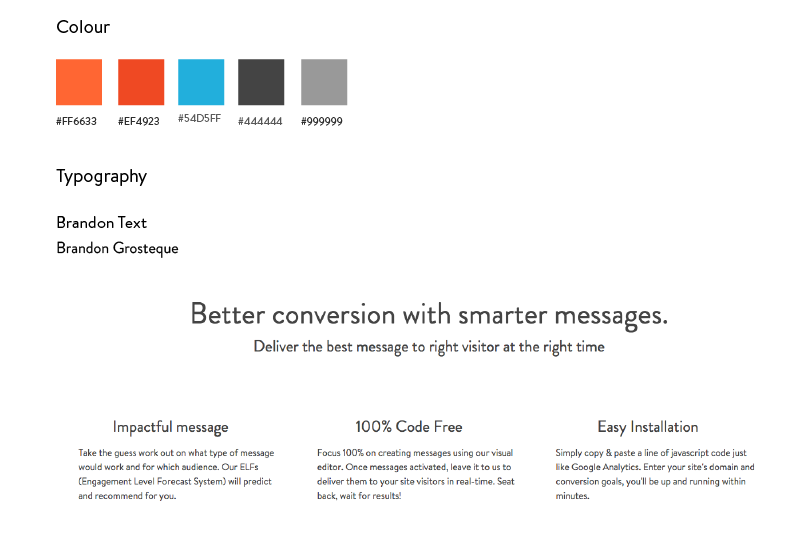 Colour
#FF6633 #EF4923 #54D5FF #444444 #999999
Typography
Brandon Text
Brandon Grosteque
Better conversion with smarter messages.
Deliver the best message to right visitor at the right time
Impactful message
Take the guess work out on what type of message
would work and for which audience. Our ELFs
(Engagement Level Forecast System) will predict
and recommend for you.
100% Code Free
Focus 100% on creating messages using our visual
editor. Once messages activated, leave it to us to
deliver them to your site visitors in real-time. Seat
back, wait for results!
Easy Installation
Simply copy & paste a line of javascript code just
like Google Analytics. Enter your site's domain and
conversion goals, you'll be up and running within
minutes.